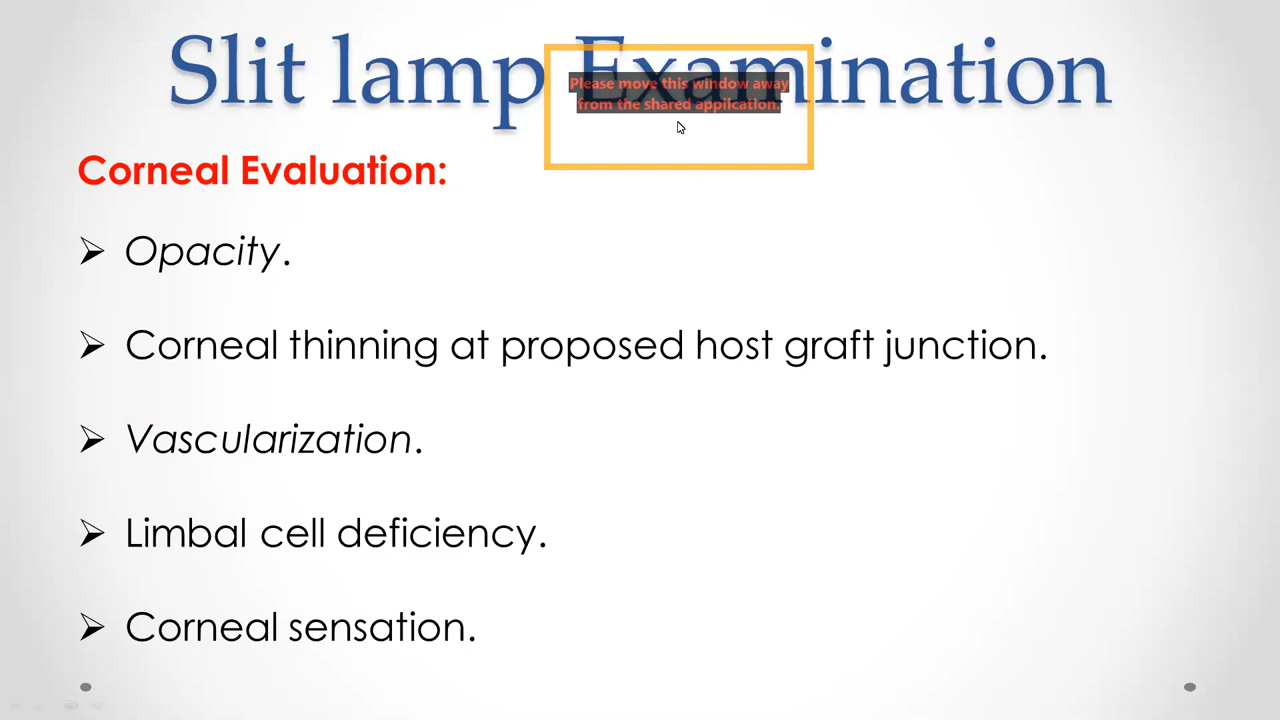 Slit lamp Examination
Please move this window away
from the shared application.
Corneal Evaluation:
Opacity.
Corneal thinning at proposed host graft junction.
Vascularization.
Limbal cell deficiency.
Corneal sensation.